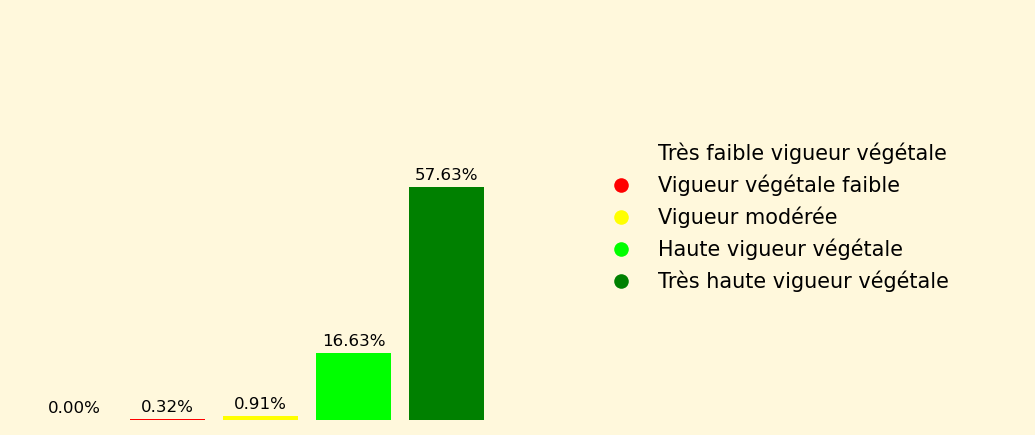 0.00%
0.32%
0.91%
16.63%
57.63%
Très faible vigueur végétale
Vigueur végétale faible
Vigueur modérée
Haute vigueur végétale
Très haute vigueur végétale